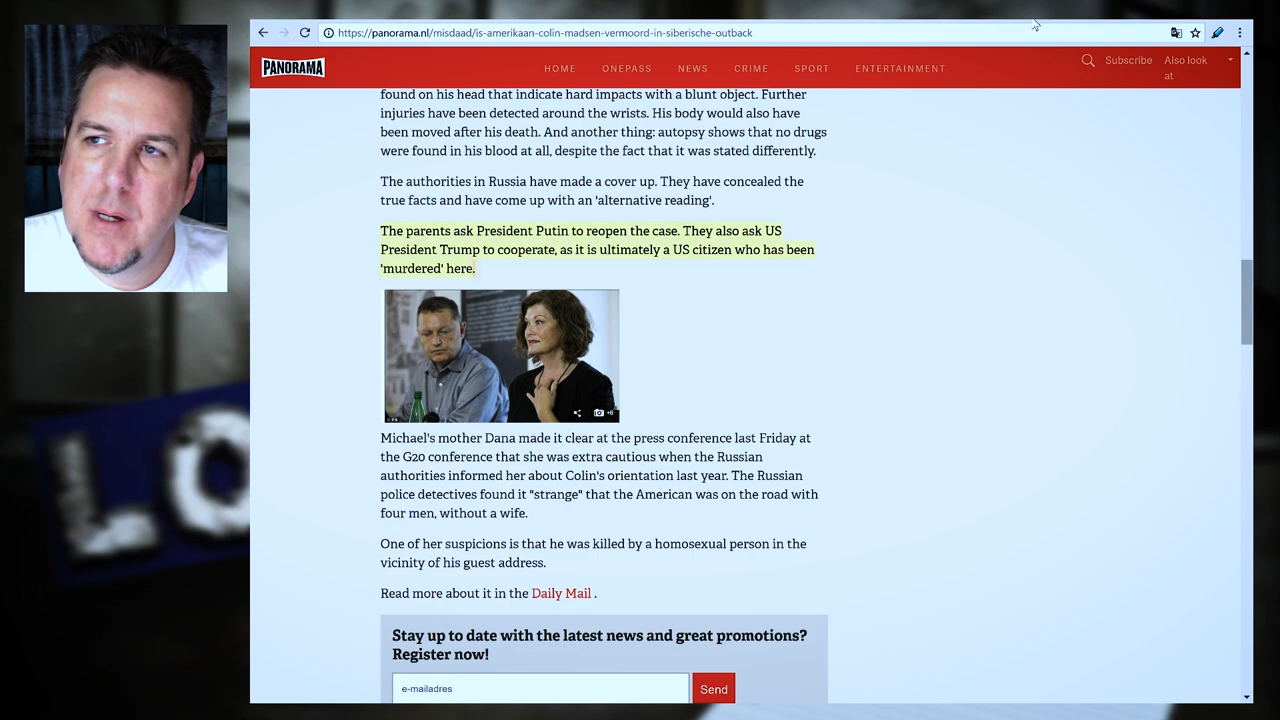 https://panorama.nl/misdaad/is-amerikaan-colin-madsen-vermoord-in-siberische-outback
PANORAMA
HOME ONEPASS NEWS CRIME SPORT ENTERTAINMENT
Subscribe Also look at
found on his head that indicate hard impacts with a blunt object. Further
injuries have been detected around the wrists. His body would also have
been moved after his death. And another thing: autopsy shows that no drugs
were found in his blood at all, despite the fact that it was stated differently.
The authorities in Russia have made a cover up. They have concealed the
true facts and have come up with an 'alternative reading'.
The parents ask President Putin to reopen the case. They also ask US
President Trump to cooperate, as it is ultimately a US citizen who has been
'murdered' here.
+6
Michael's mother Dana made it clear at the press conference last Friday at
the G20 conference that she was extra cautious when the Russian
authorities informed her about Colin's orientation last year. The Russian
police detectives found it "strange" that the American was on the road with
four men, without a wife.
One of her suspicions is that he was killed by a homosexual person in the
vicinity of his guest address.
Read more about it in the Daily Mail .
Stay up to date with the latest news and great promotions?
Register now!
e-mailadres
Send
LO